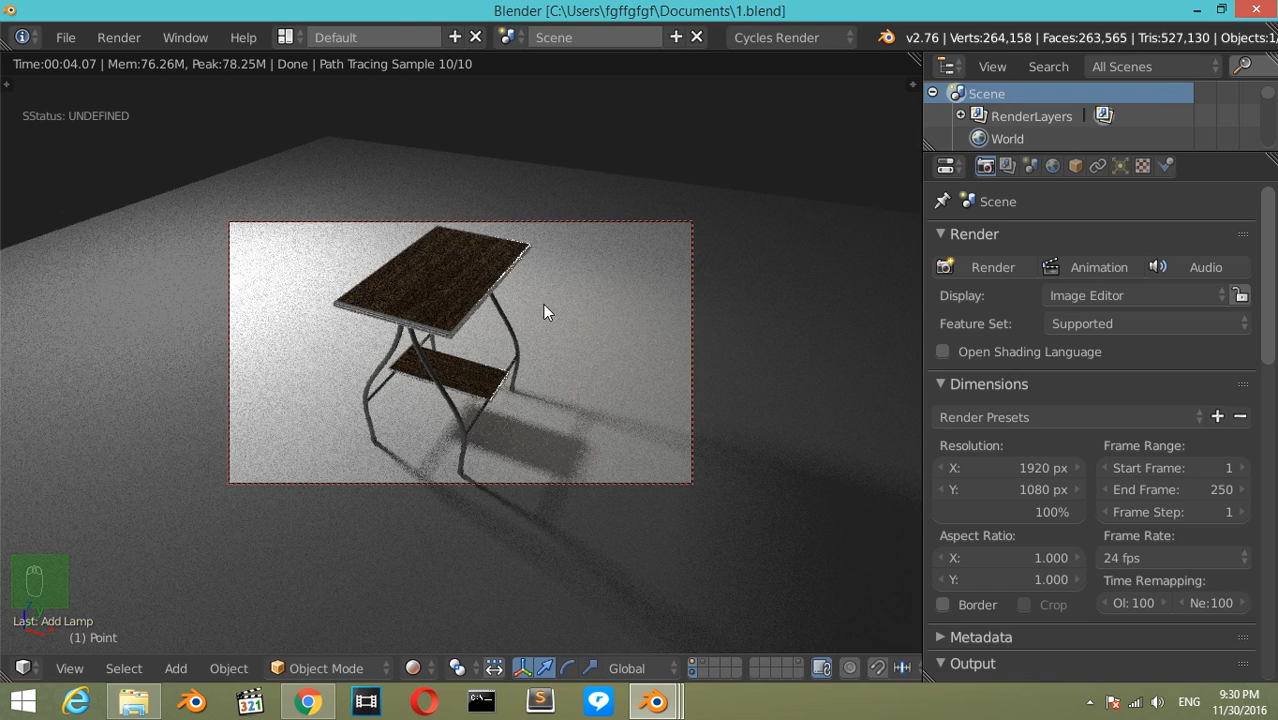 Blender [C:\Users\fgffgfgf\Documents\1.blend]
File Render Window Help Default Scene Cycles Render v2.76 | Verts:264,158 | Faces:263,565 | Tris:527,130 | Objects:1/
Time:00:04.07 | Mem:76.26M, Peak:78.25M | Done | Path Tracing Sample 10/10
SStatus: UNDEFINED
View Search All Scenes
Scene
RenderLayers
World
Scene
Render
Render Animation Audio
Display: Image Editor
Feature Set: Supported
Open Shading Language
Dimensions
Render Presets
Resolution: Frame Range:
X: 1920 px Start Frame: 1
Y: 1080 px End Frame: 250
100% Frame Step: 1
Aspect Ratio: Frame Rate:
X: 1.000 24 fps
Y: 1.000 Time Remapping:
Border Crop Ol: 100 Ne:100
Metadata
Output
Last: Add Lamp
(1) Point
View Select Add Object Object Mode Global
321
S
ENG 9:30 PM
11/30/2016